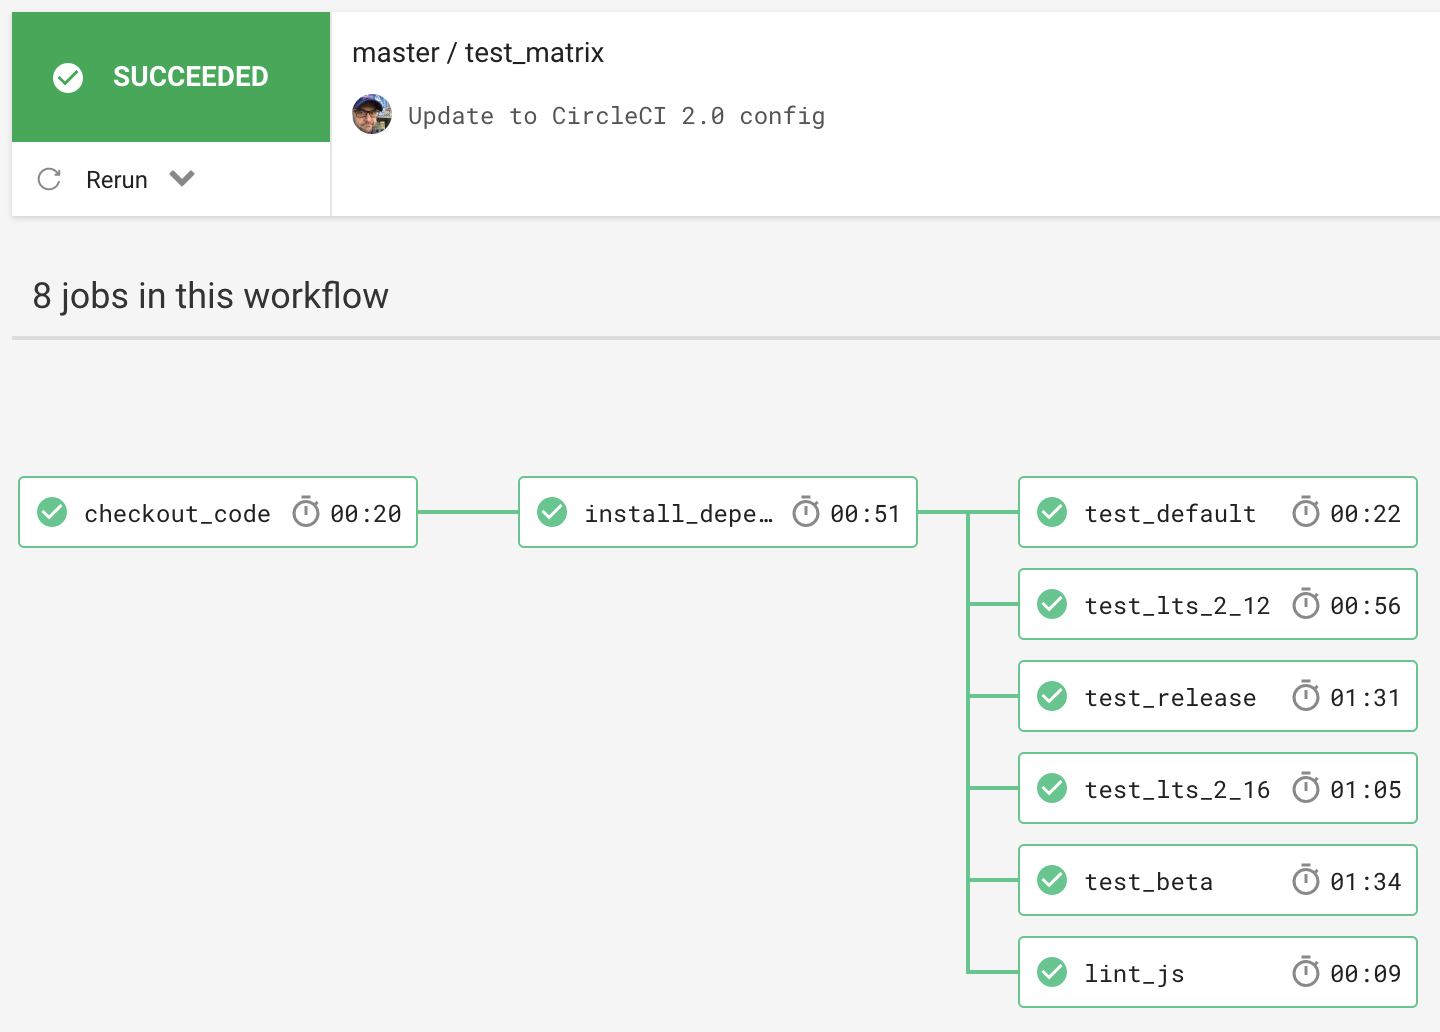 SUCCEEDED
master / test_matrix
Update to CircleCI 2.0 config
Rerun
8 jobs in this workflow
checkout_code 00:20
install_depe… 00:51
test_default 00:22
test_lts_2_12 00:56
test_release 01:31
test_lts_2_16 01:05
test_beta 01:34
lint_js 00:09